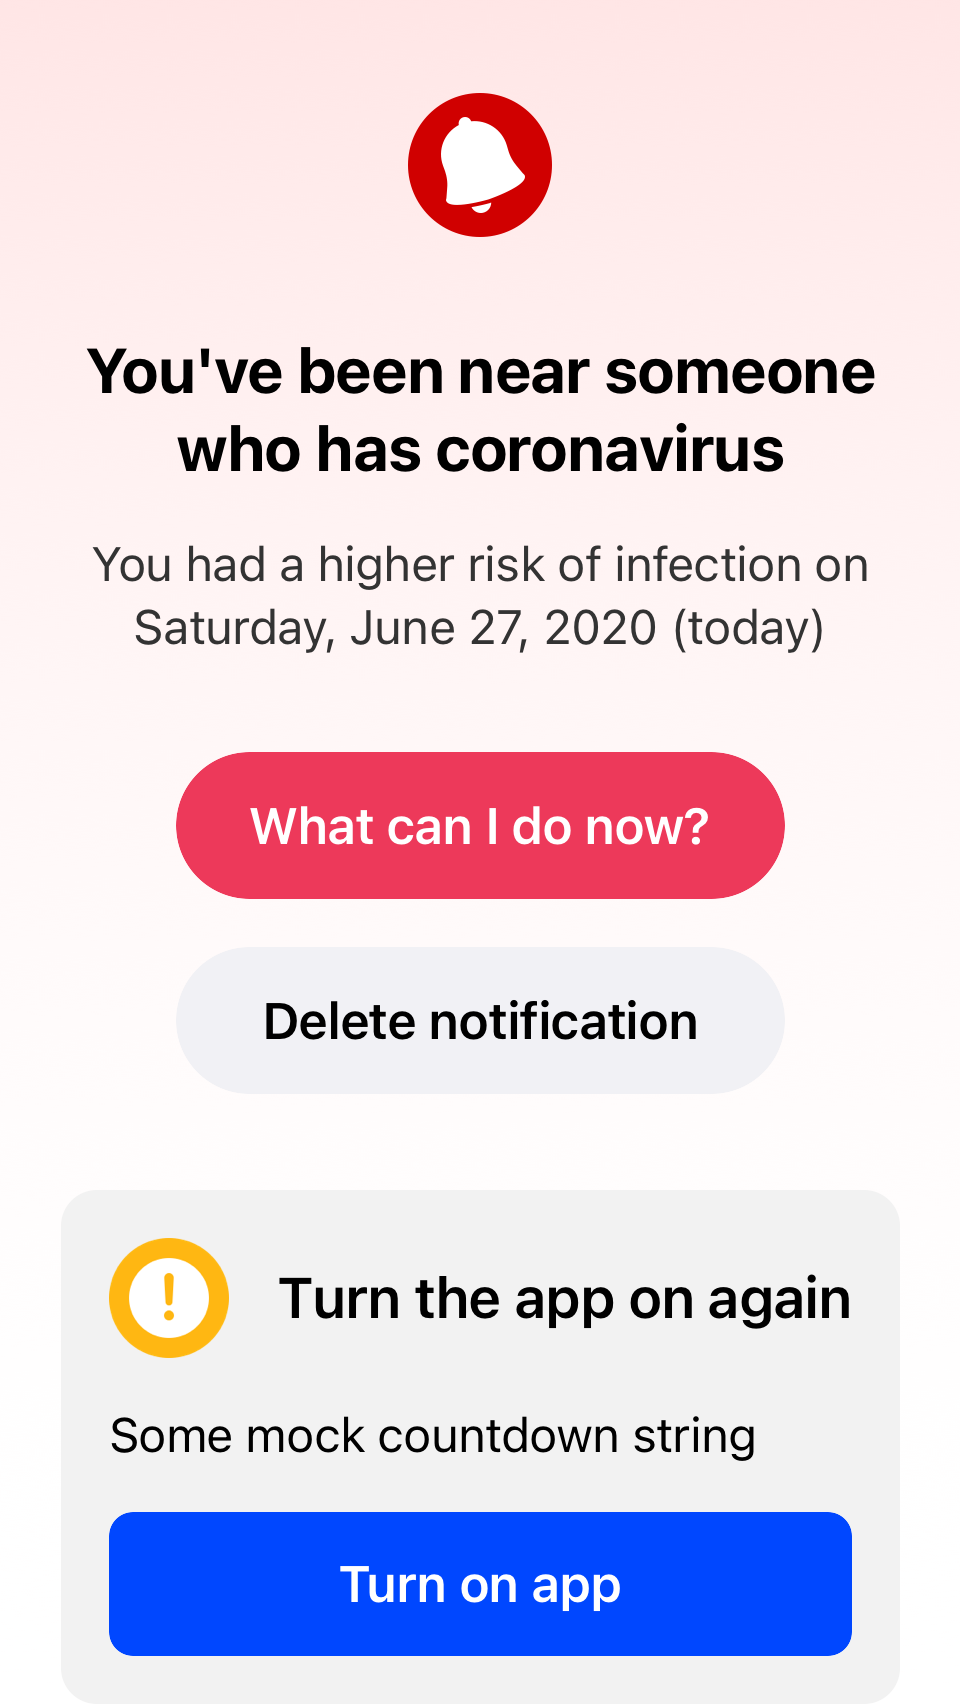 You've been near someone
who has coronavirus
You had a higher risk of infection on
Saturday, June 27, 2020 (today)
What can I do now?
Delete notification
Turn the app on again
Some mock countdown string
Turn on app